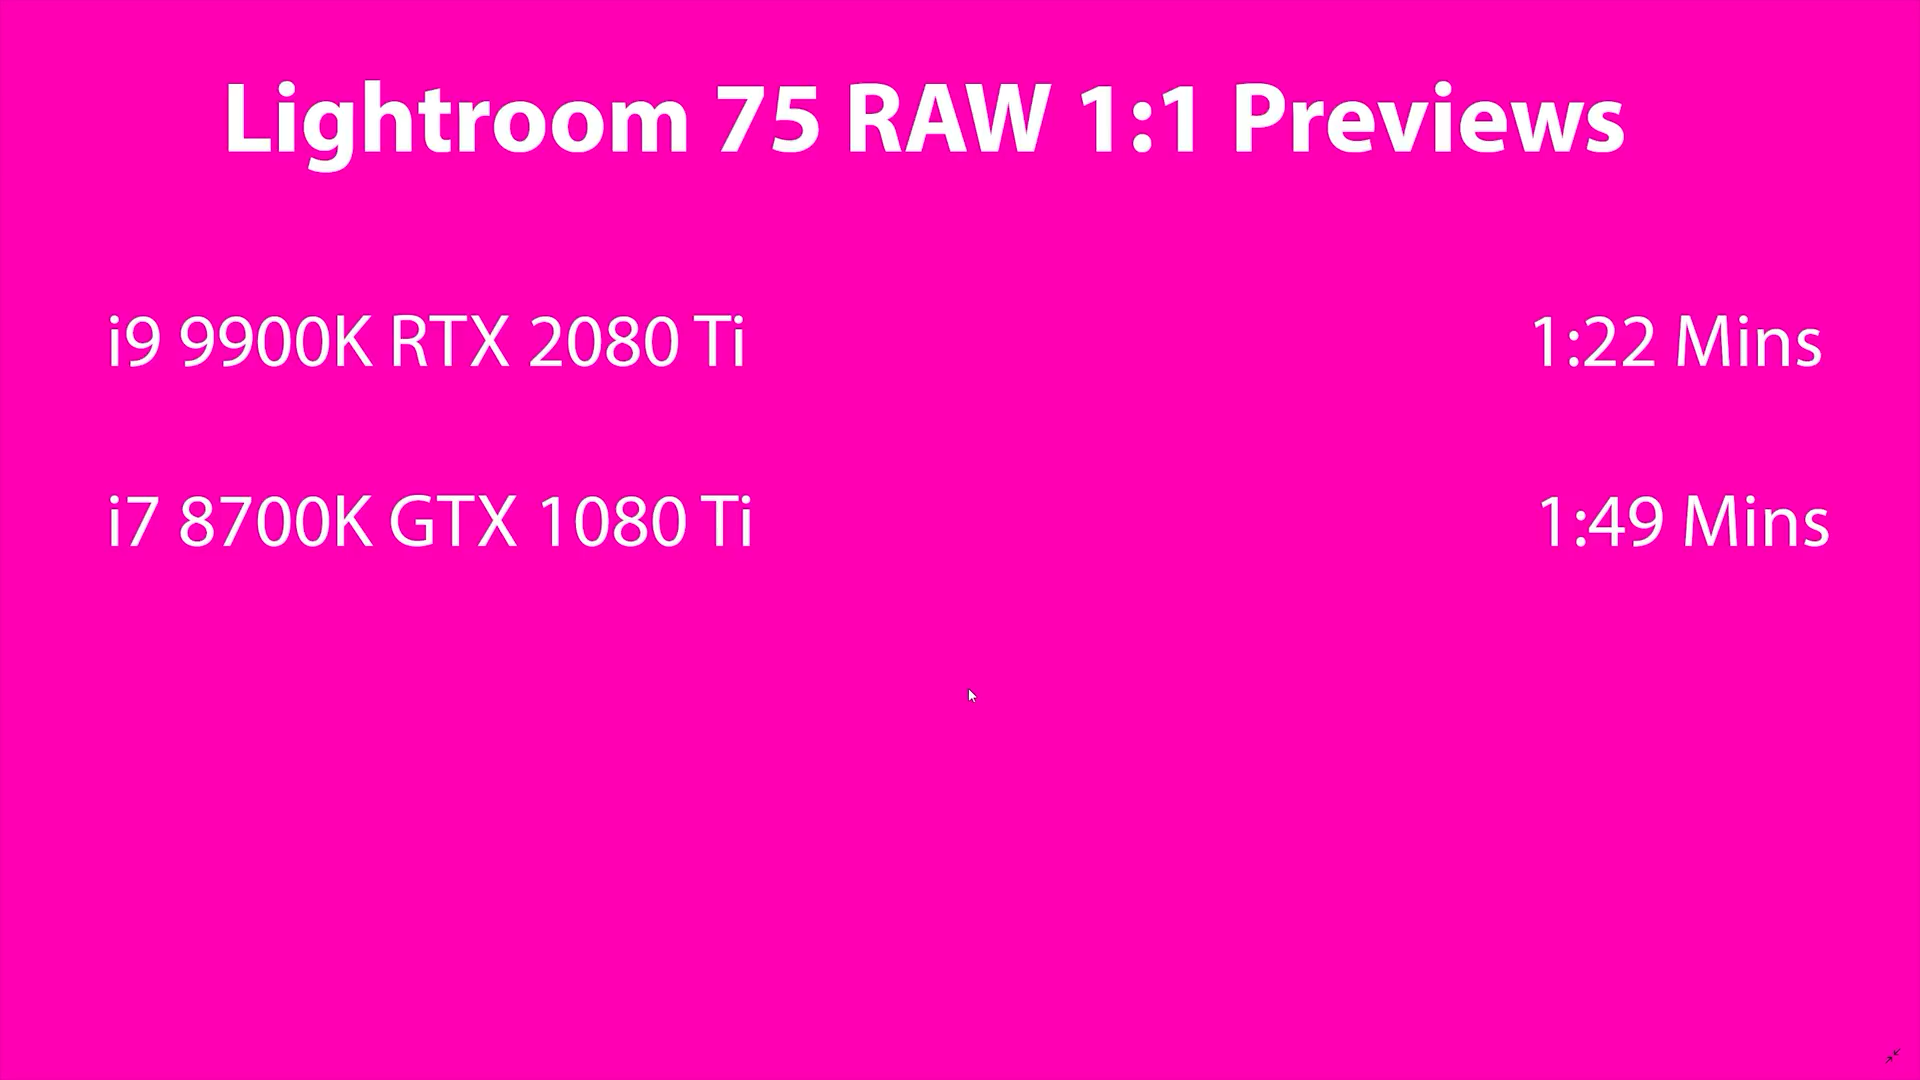 Lightroom 75 RAW 1:1 Previews
i9 9900K RTX 2080 Ti 1:22 Mins
i7 8700K GTX 1080 Ti 1:49 Mins